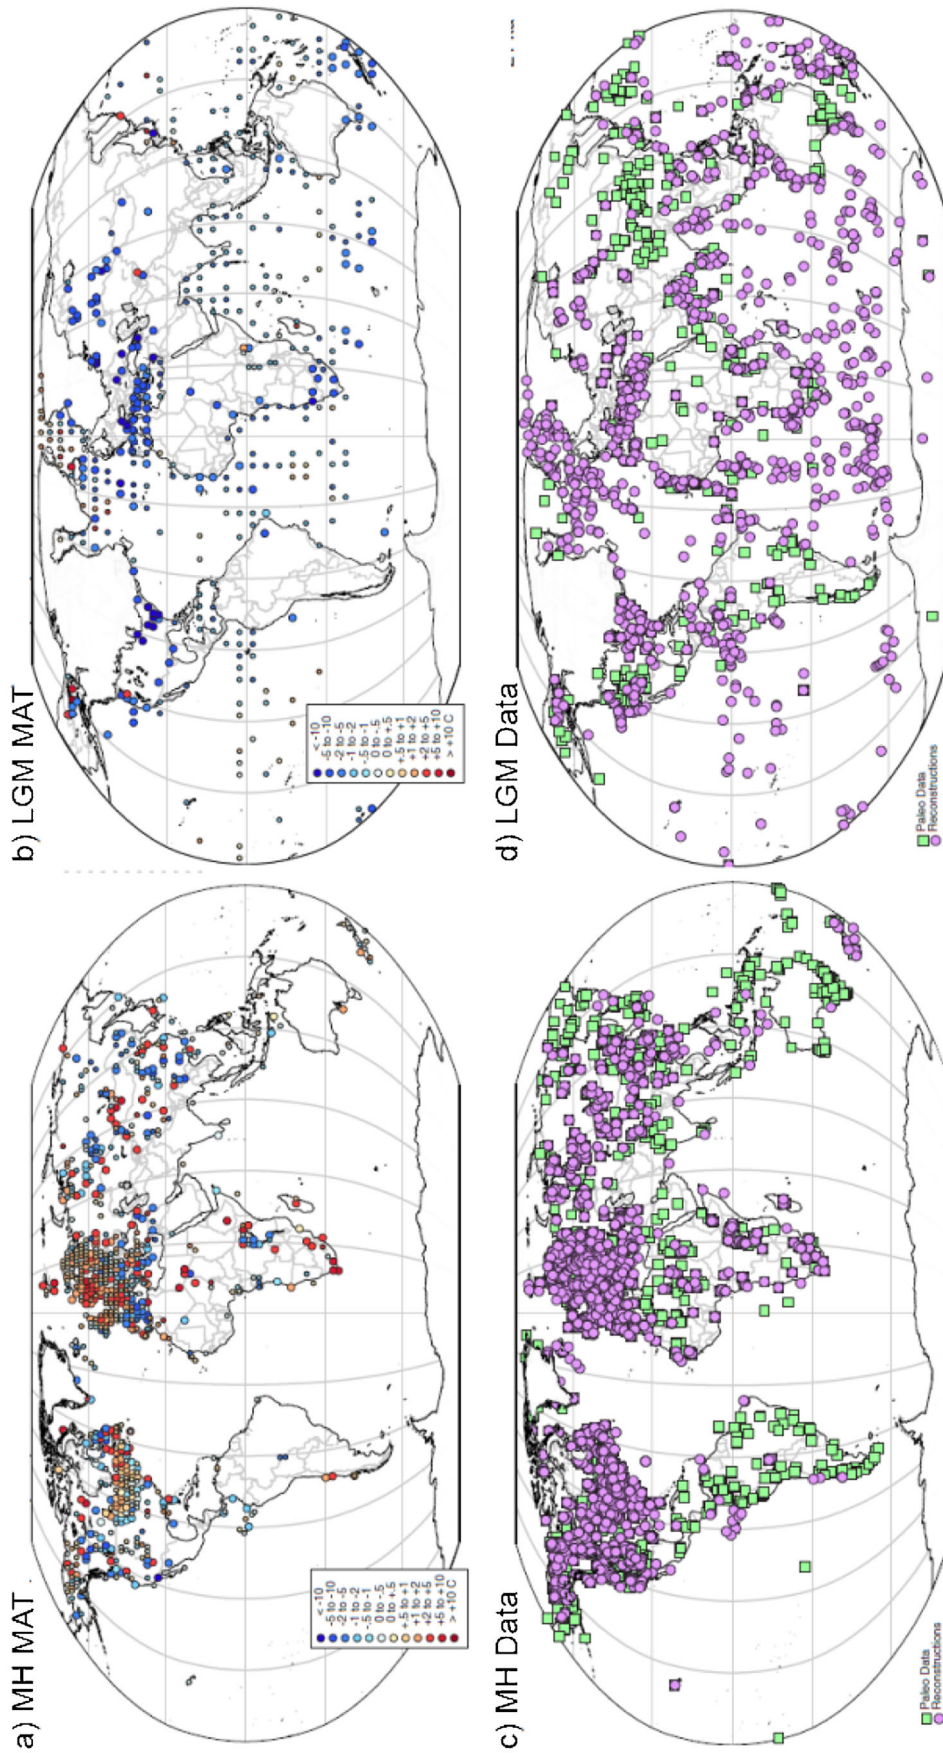 a) MH MAT
< -10
-5 to -10
-2 to -5
-1 to -2
-.5 to -1
0 to -.5
0 to +.5
+.5 to +1
+1 to +2
+2 to +5
+5 to +10
> +10 C
b) LGM MAT
< -10
-5 to -10
-2 to -5
-1 to -2
-.5 to -1
0 to -.5
0 to +.5
+.5 to +1
+1 to +2
+2 to +5
+5 to +10
> +10 C
c) MH Data
Paleo Data
Reconstructions
d) LGM Data
Paleo Data
Reconstructions